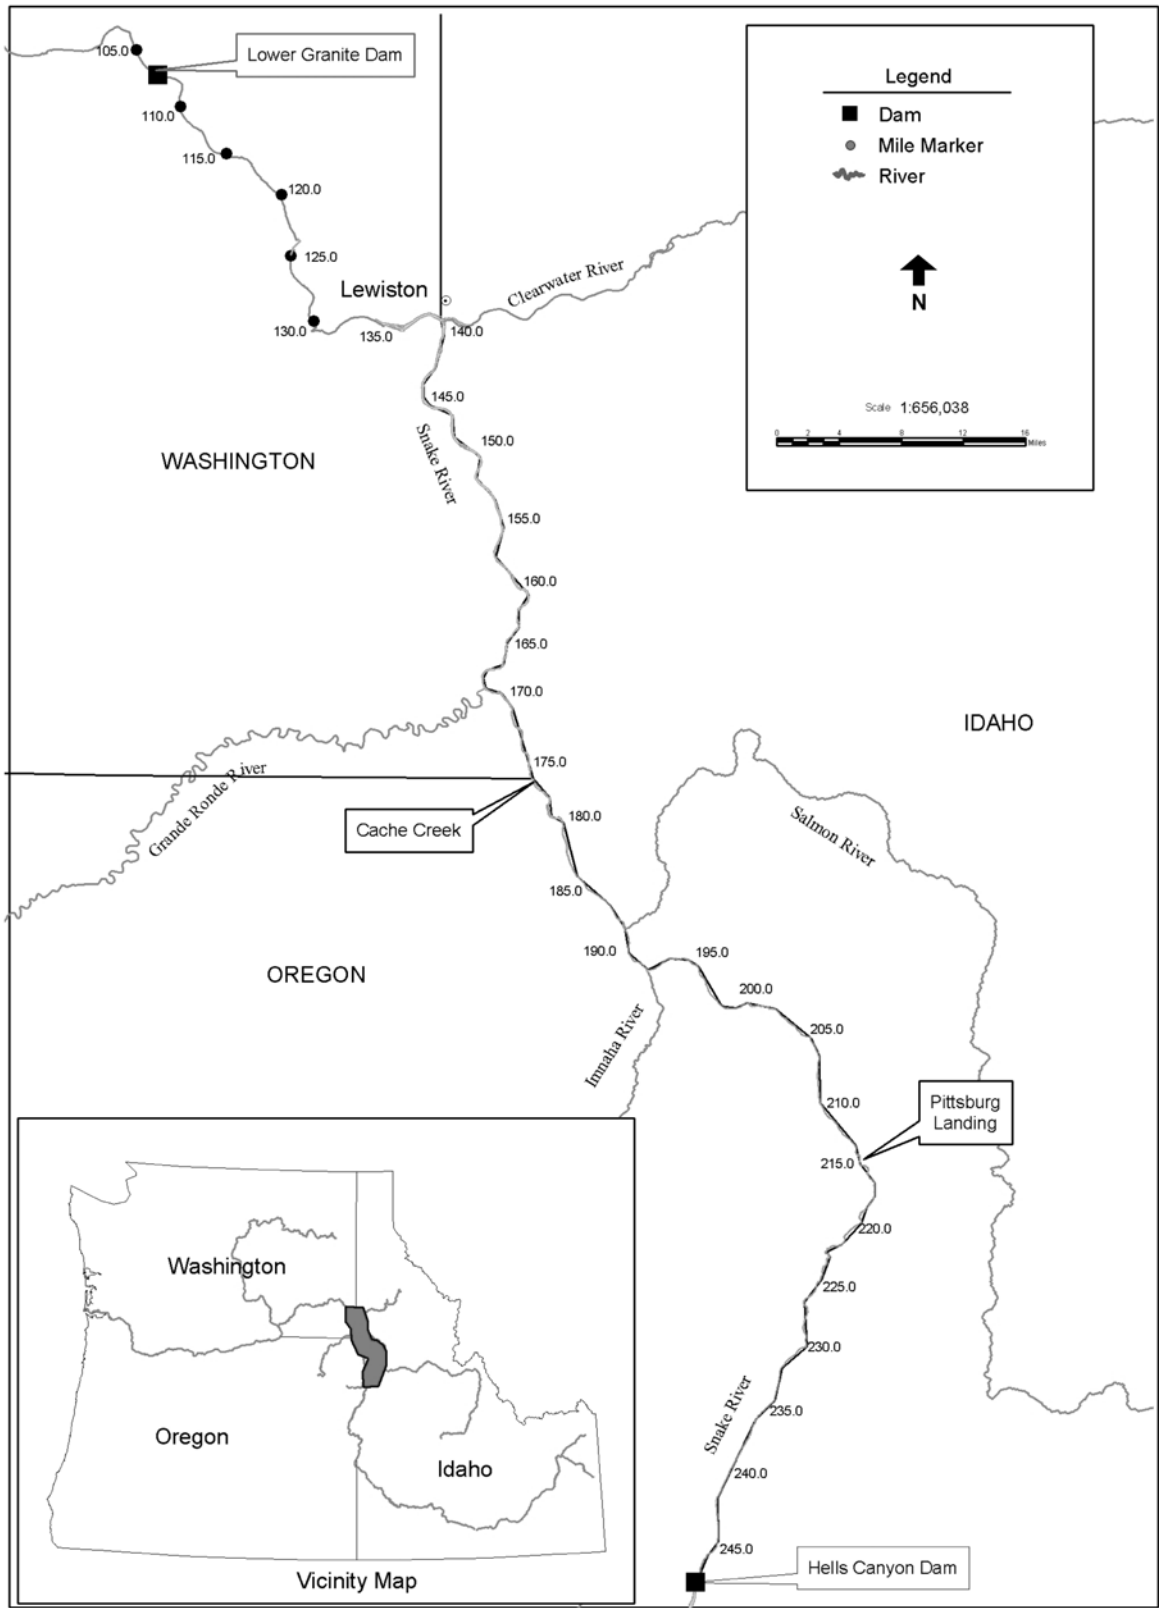 105.0
Lower Granite Dam
110.0
115.0
120.0
125.0
130.0
135.0
140.0
Lewiston
Clearwater River
Legend
Dam
Mile Marker
River
N
Scale 1:656,038
0 2 4 8 12 16
Miles
145.0
Snake River
150.0
WASHINGTON
155.0
160.0
165.0
170.0
IDAHO
175.0
Grande Ronde River
Cache Creek
180.0
Salmon River
185.0
190.0
195.0
OREGON
200.0
Imnaha River
205.0
210.0
Pittsburg
Landing
215.0
220.0
225.0
230.0
Snake River
235.0
240.0
245.0
Hells Canyon Dam
Washington
Oregon
Idaho
Vicinity Map